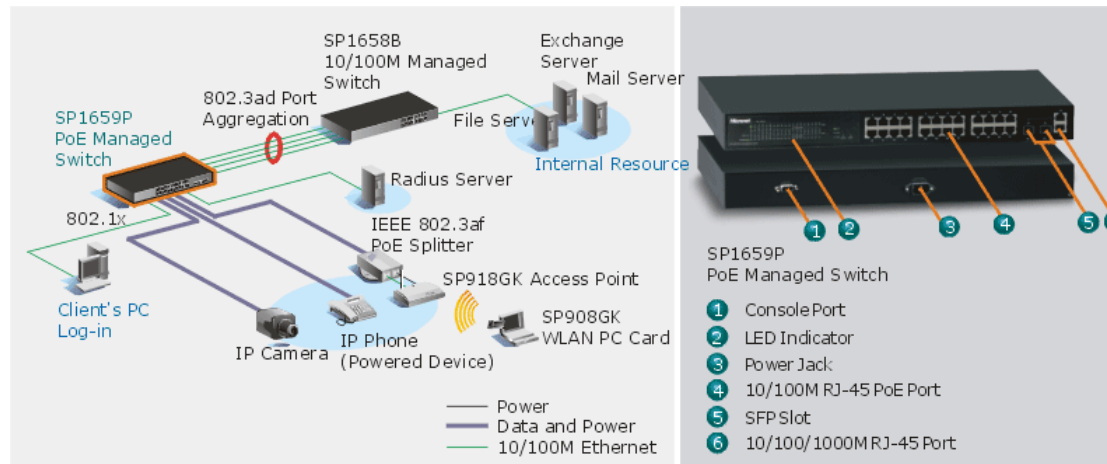 SP1658B
10/100M Managed
Switch
Exchange
Server
Mail Server
802.3ad Port
Aggregation
SP1659P
PoE Managed
Switch
File Serve
Internal Resource
Radius Server
802.1x
IEEE 802.3af
PoE Splitter
SP918GK Access Point
Client's PC
Log-in
SP908GK
WLAN PC Card
IP Camera
IP Phone
(Powered Device)
Power
Data and Power
10/100M Ethernet
Micronet
1
2
3
4
5
SP1659P
PoE Managed Switch
1 Console Port
2 LED Indicator
3 Power Jack
4 10/100M RJ-45 PoE Port
5 SFP Slot
6 10/100/1000M RJ-45 Port